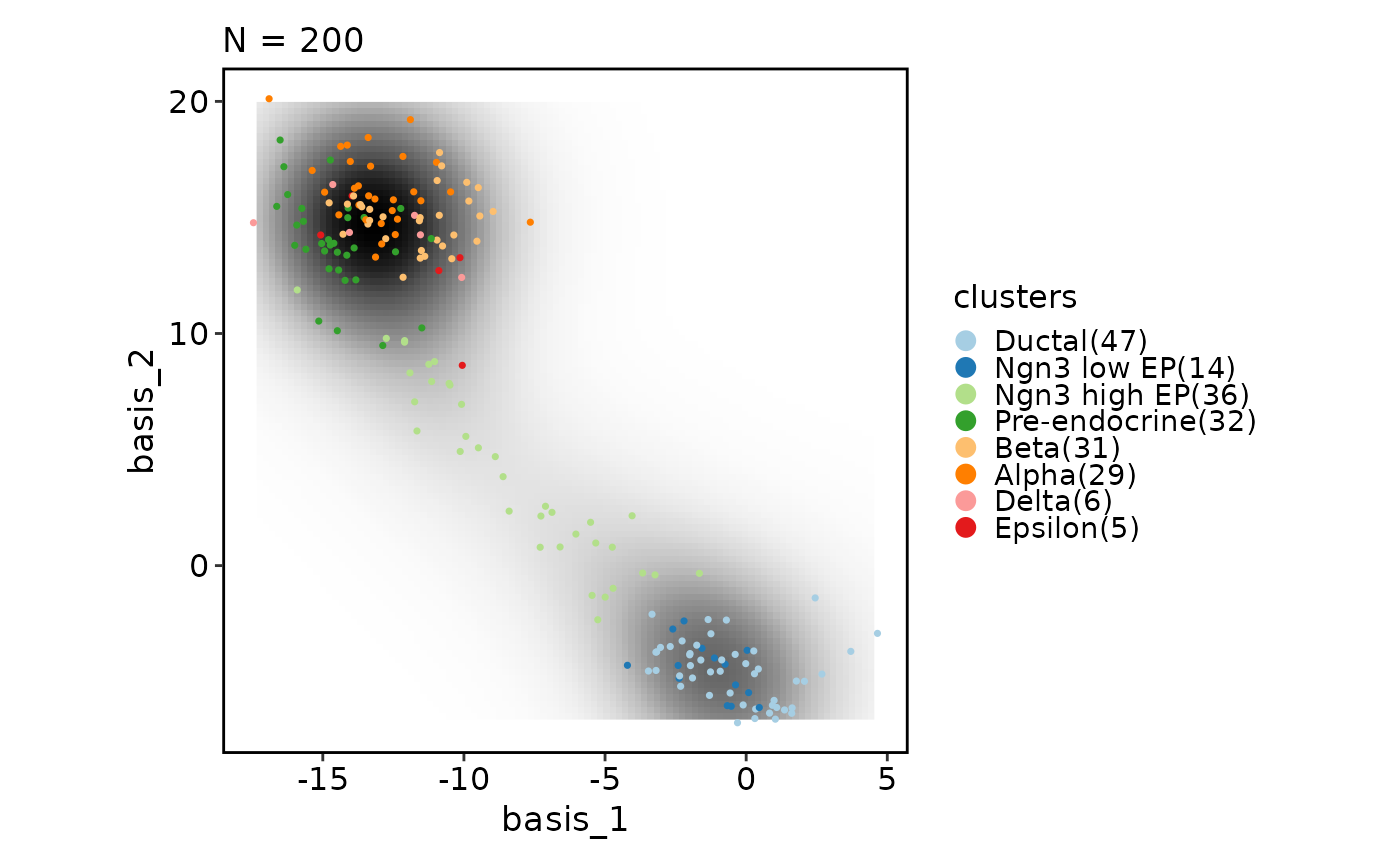 N = 200
20
10
0
basis_2
-15
-10
-5
0
5
basis_1
clusters
Ductal(47)
Ngn3 low EP(14)
Ngn3 high EP(36)
Pre-endocrine(32)
Beta(31)
Alpha(29)
Delta(6)
Epsilon(5)